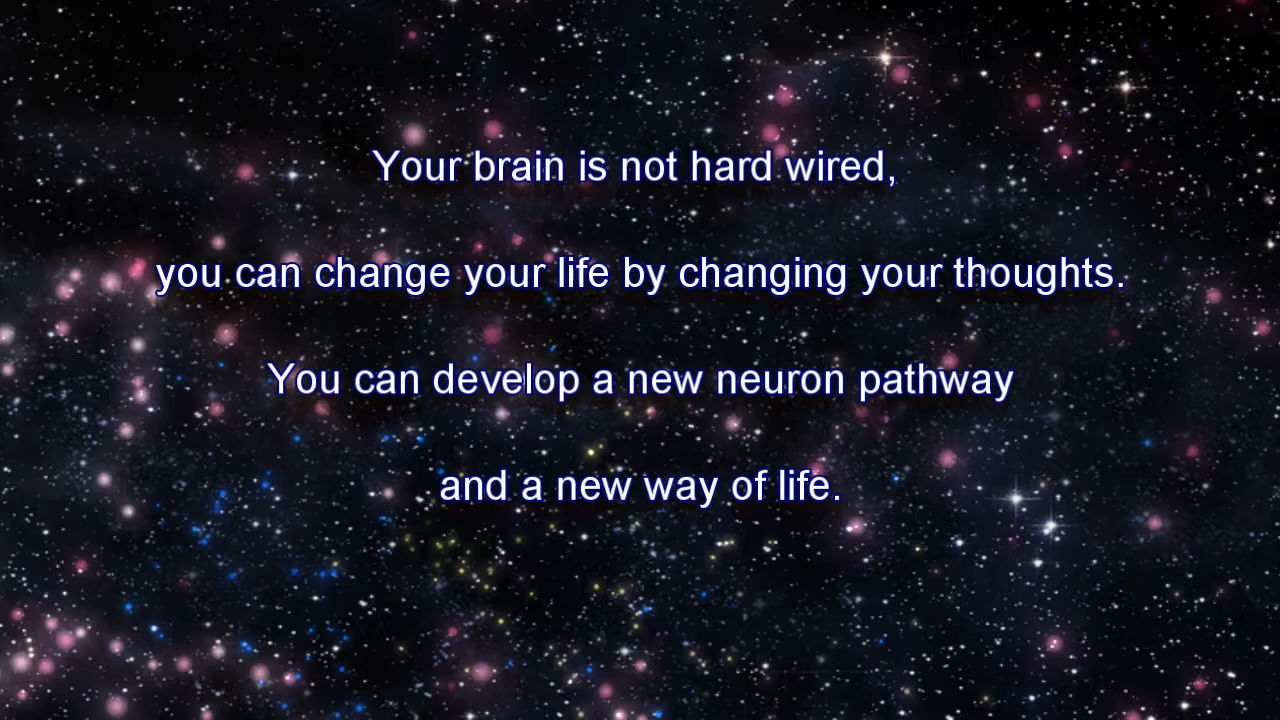 Your brain is not hard wired,
you can change your life by changing your thoughts.
You can develop a new neuron pathway
and a new way of life.